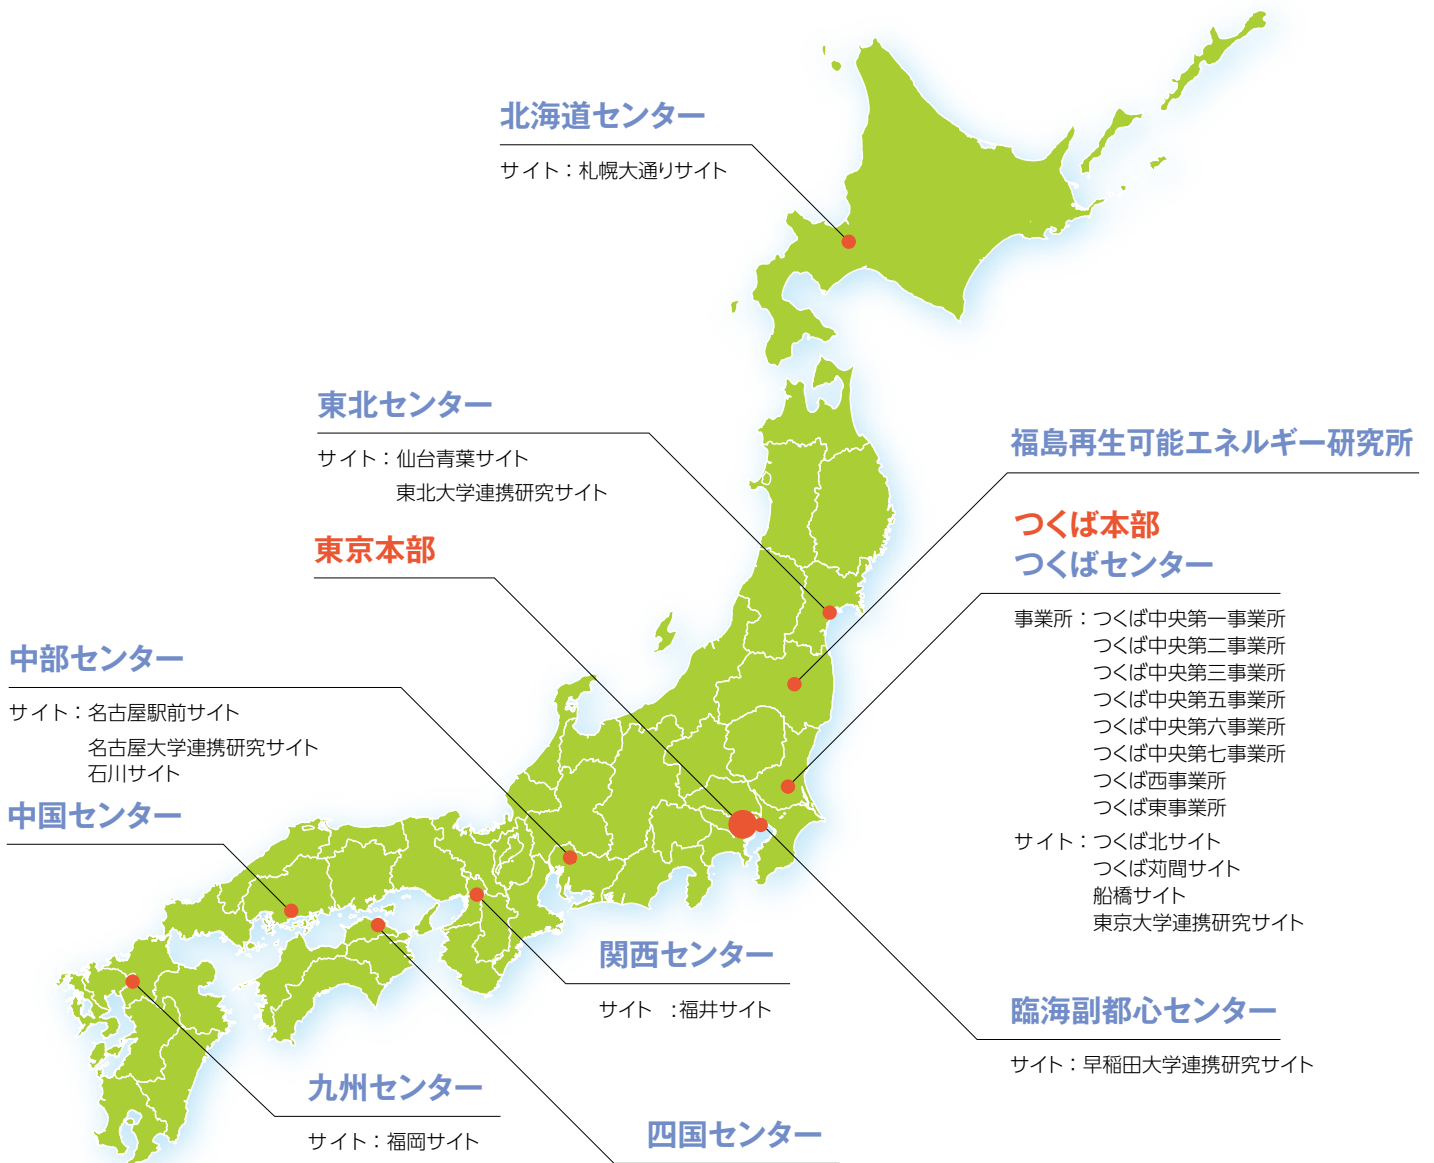 北海道センター
サイト：札幌大通りサイト
東北センター
サイト：仙台青葉サイト
東北大学連携研究サイト
福島再生可能エネルギー研究所
東京本部
つくば本部
つくばセンター
事業所：つくば中央第一事業所
つくば中央第二事業所
つくば中央第三事業所
つくば中央第五事業所
つくば中央第六事業所
つくば中央第七事業所
つくば西事業所
つくば東事業所
サイト：つくば北サイト
つくば苅間サイト
船橋サイト
東京大学連携研究サイト
中部センター
サイト：名古屋駅前サイト
名古屋大学連携研究サイト
石川サイト
中国センター
関西センター
サイト ：福井サイト
臨海副都心センター
サイト：早稲田大学連携研究サイト
九州センター
サイト：福岡サイト
四国センター